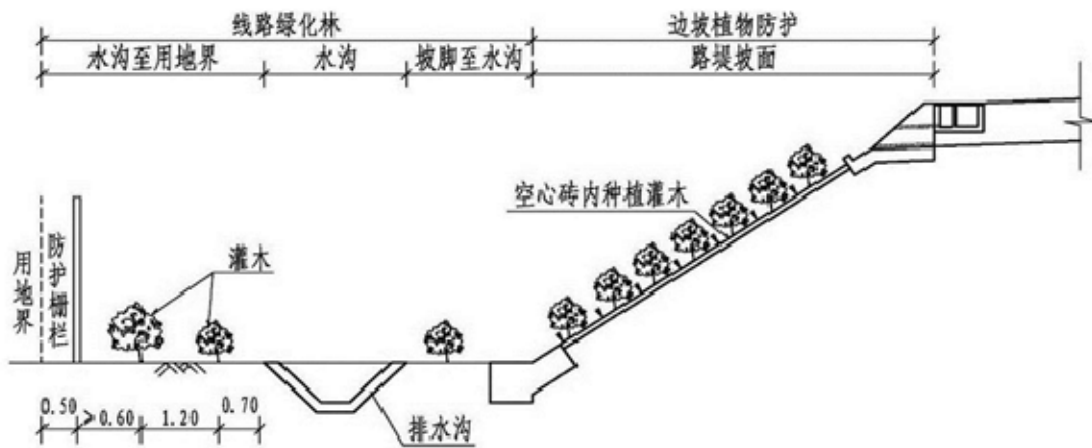 线路绿化林
边坡植物防护
水沟至用地界
水沟
坡脚至水沟
路堤坡面
空心砖内种植灌木
用地界
防护栅栏
灌木
排水沟
0.50
>0.60
1.20
0.70